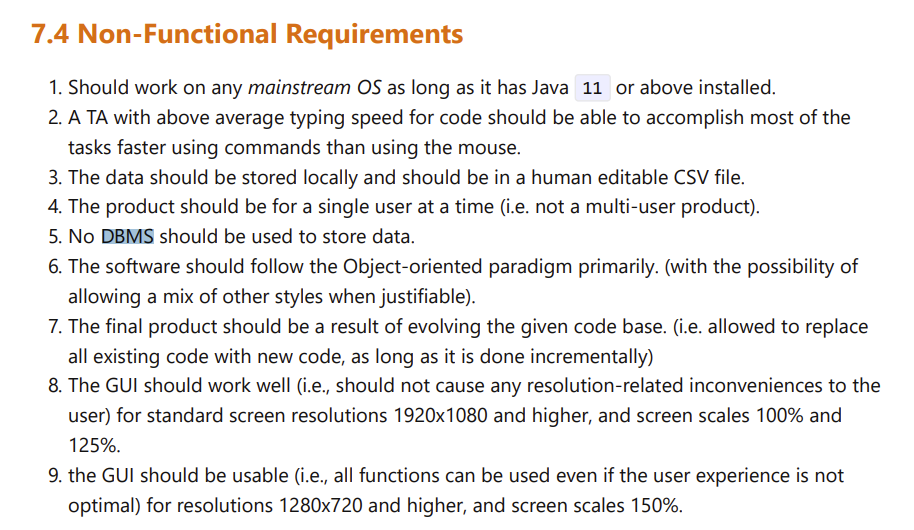 7.4 Non-Functional Requirements
1. Should work on any mainstream OS as long as it has Java 11 or above installed.
2. A TA with above average typing speed for code should be able to accomplish most of the
tasks faster using commands than using the mouse.
3. The data should be stored locally and should be in a human editable CSV file.
4. The product should be for a single user at a time (i.e. not a multi-user product).
5. No DBMS should be used to store data.
6. The software should follow the Object-oriented paradigm primarily. (with the possibility of
allowing a mix of other styles when justifiable).
7. The final product should be a result of evolving the given code base. (i.e. allowed to replace
all existing code with new code, as long as it is done incrementally)
8. The GUI should work well (i.e., should not cause any resolution-related inconveniences to the
user) for standard screen resolutions 1920x1080 and higher, and screen scales 100% and
125%.
9. the GUI should be usable (i.e., all functions can be used even if the user experience is not
optimal) for resolutions 1280x720 and higher, and screen scales 150%.